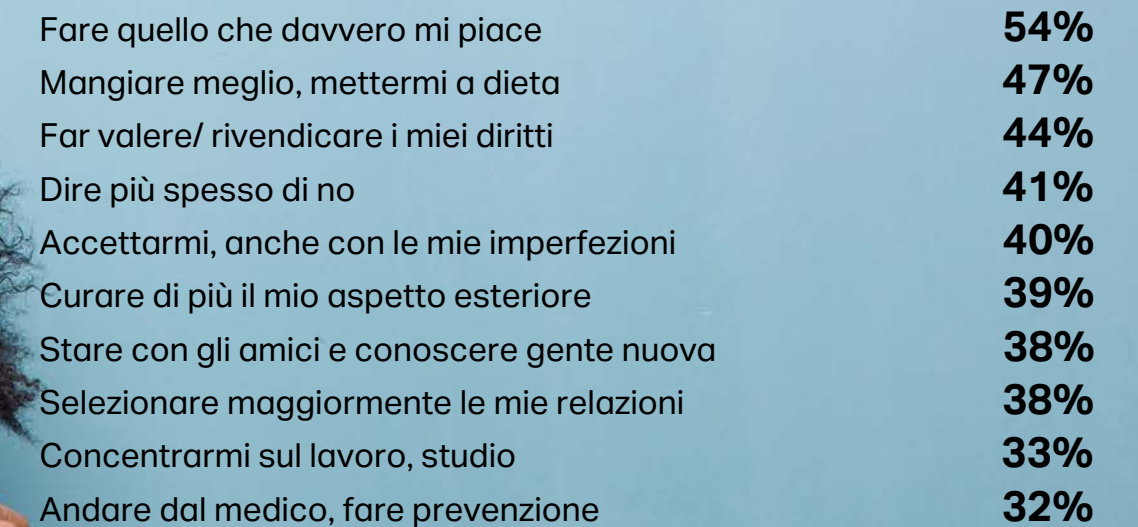 Fare quello che davvero mi piace 54%
Mangiare meglio, mettermi a dieta 47%
Far valere/ rivendicare i miei diritti 44%
Dire più spesso di no 41%
Accettarmi, anche con le mie imperfezioni 40%
Curare di più il mio aspetto esteriore 39%
Stare con gli amici e conoscere gente nuova 38%
Selezionare maggiormente le mie relazioni 38%
Concentrarmi sul lavoro, studio 33%
Andare dal medico, fare prevenzione 32%